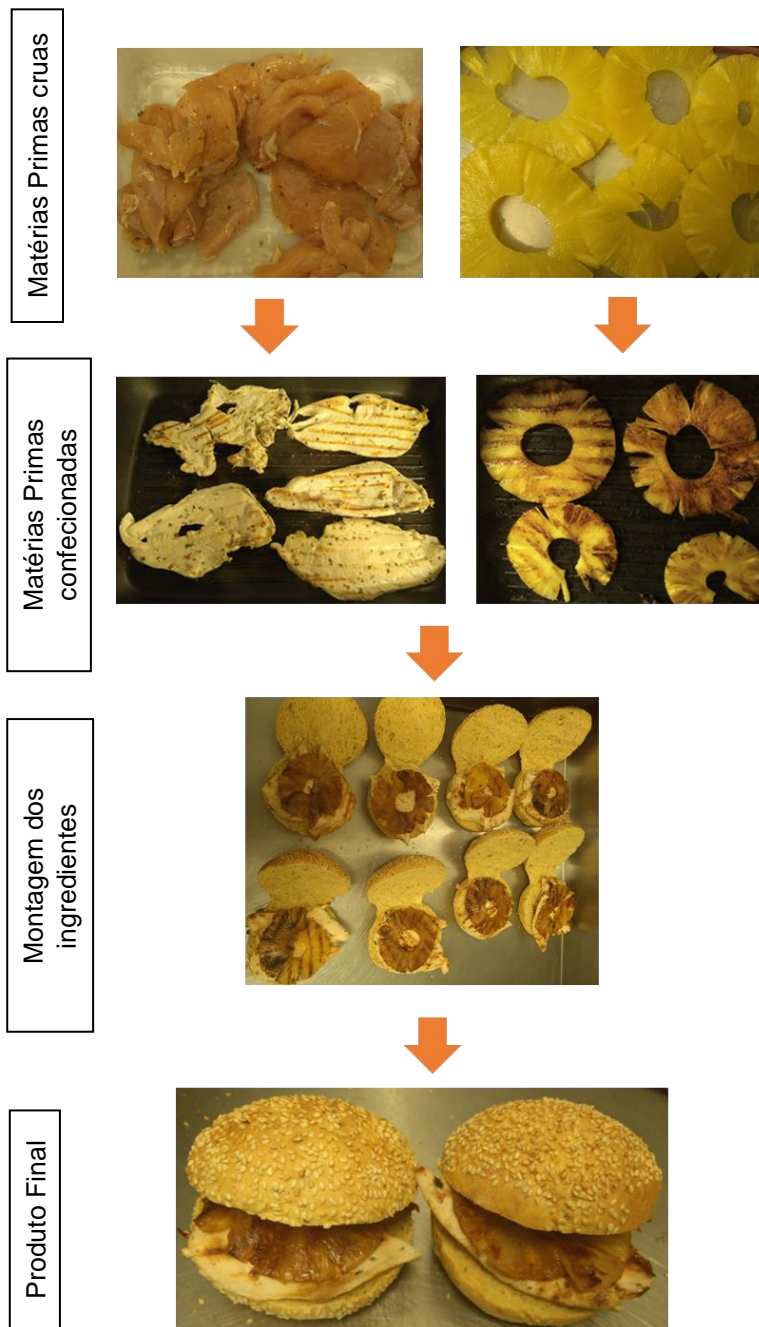 Matérias Primas cruas
Matérias Primas
confecionadas
Montagem dos
ingredientes
Produto Final